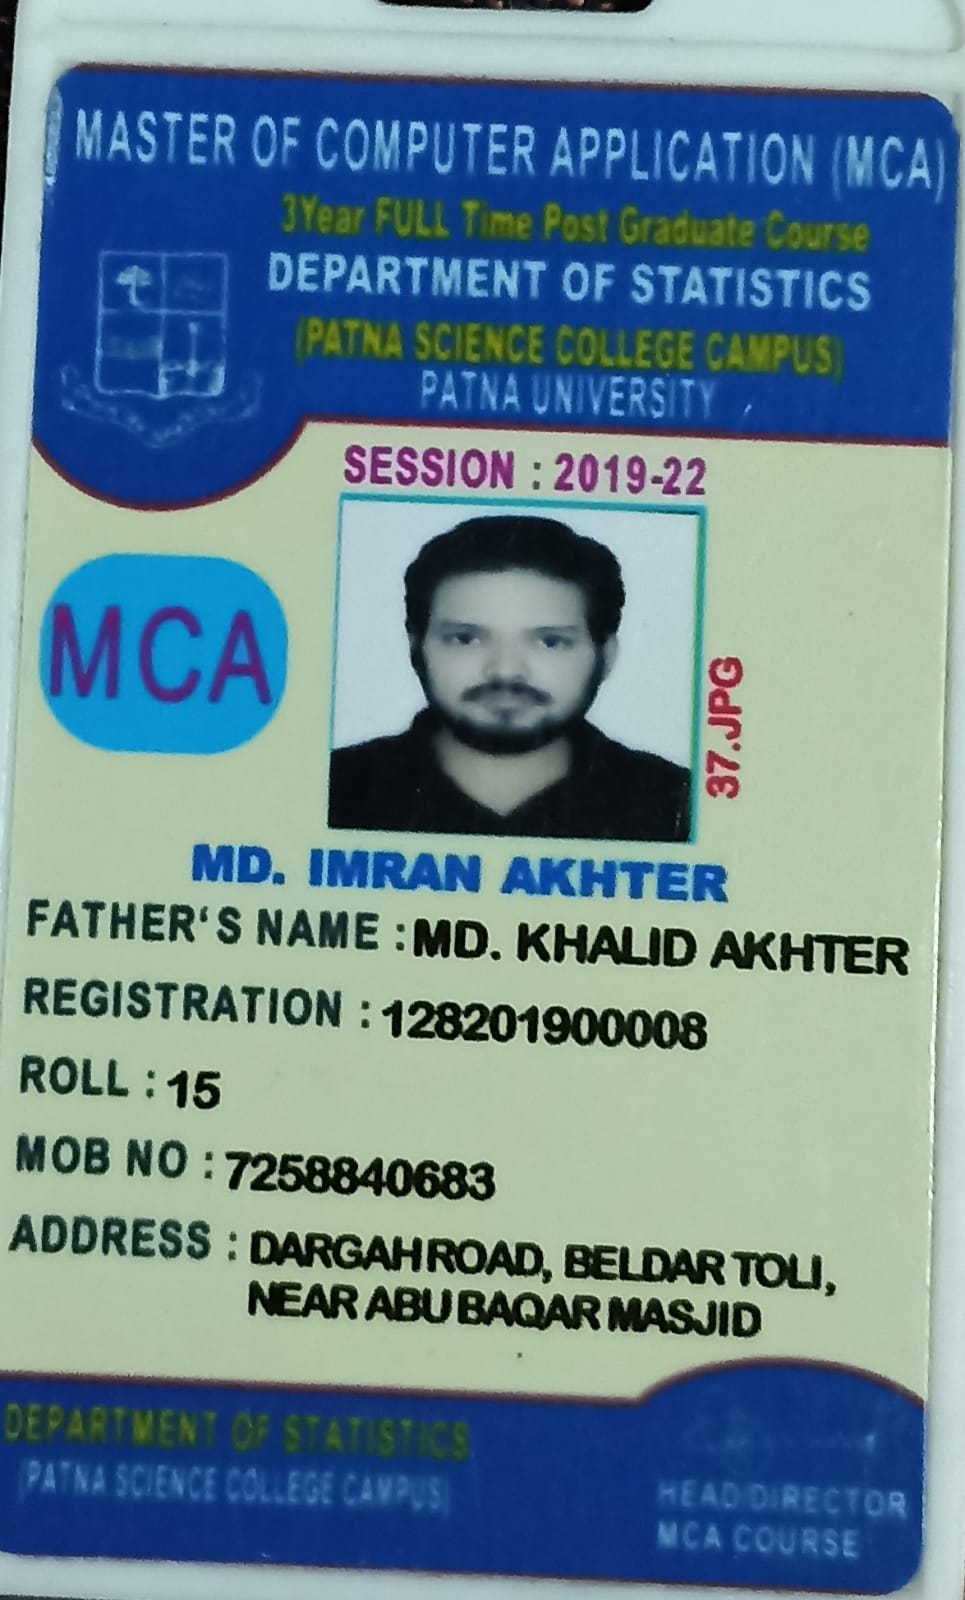 MASTER OF COMPUTER APPLICATION (MCA)
3Year FULL Time Post Graduate Course
DEPARTMENT OF STATISTICS
(PATNA SCIENCE COLLEGE CAMPUS)
PATNA UNIVERSITY
SESSION : 2019-22
MCA
37.JPG
MD. IMRAN AKHTER
FATHER'S NAME : MD. KHALID AKHTER
REGISTRATION : 128201900008
ROLL : 15
MOB NO : 7258840683
ADDRESS : DARGAH ROAD, BELDAR TOLI,
NEAR ABU BAQAR MASJID
DEPARTMENT OF STATISTICS
(PATNA SCIENCE COLLEGE CAMPUS)
HEAD/DIRECTOR
MCA COURSE